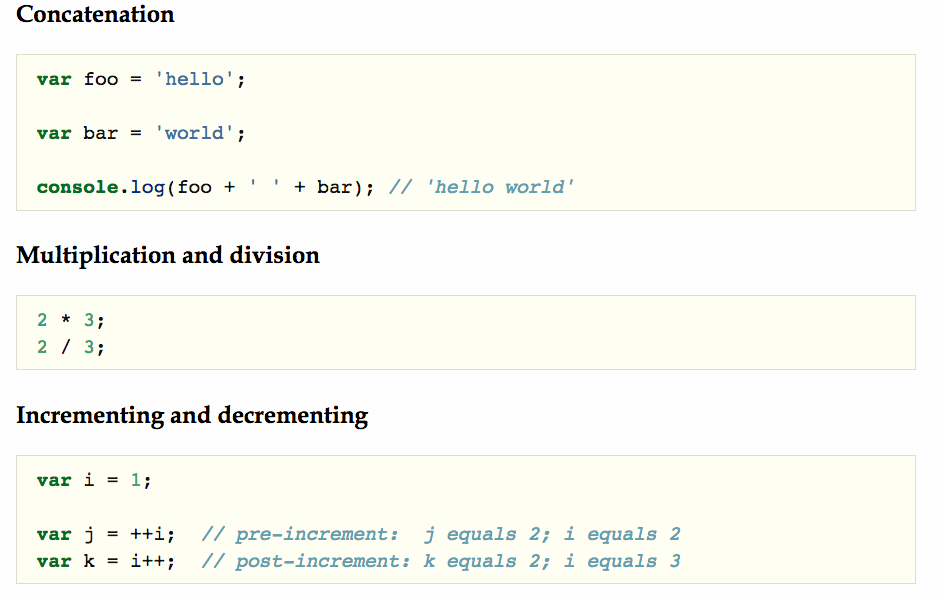 Concatenation
var foo = 'hello';
var bar = 'world';
console.log(foo + ' ' + bar); // 'hello world'
Multiplication and division
2 * 3;
2 / 3;
Incrementing and decrementing
var i = 1;
var j = ++i;  // pre-increment:  j equals 2; i equals 2
var k = i++;  // post-increment: k equals 2; i equals 3